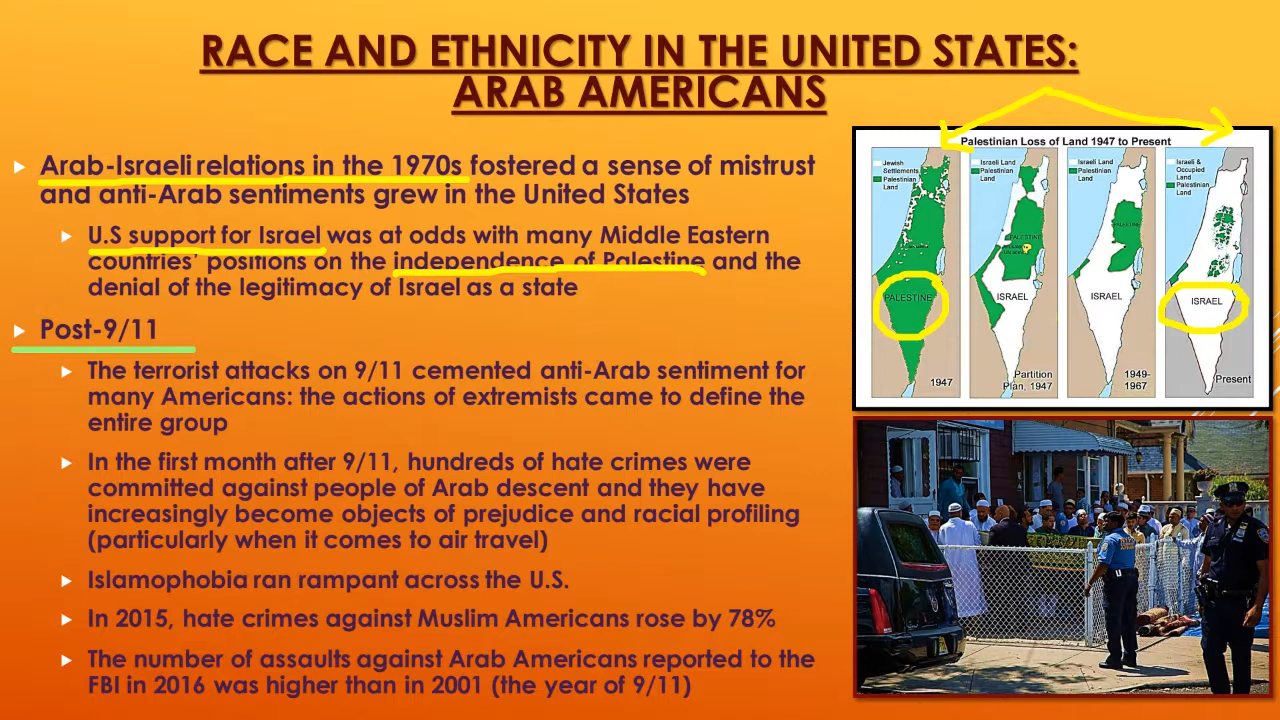 RACE AND ETHNICITY IN THE UNITED STATES:
ARAB AMERICANS
Arab-Israeli relations in the 1970s fostered a sense of mistrust
and anti-Arab sentiments grew in the United States
U.S support for Israel was at odds with many Middle Eastern
countries' positions on the independence of Palestine and the
denial of the legitimacy of Israel as a state
Post-9/11
The terrorist attacks on 9/11 cemented anti-Arab sentiment for
many Americans: the actions of extremists came to define the
entire group
In the first month after 9/11, hundreds of hate crimes were
committed against people of Arab descent and they have
increasingly become objects of prejudice and racial profiling
(particularly when it comes to air travel)
Islamophobia ran rampant across the U.S.
In 2015, hate crimes against Muslim Americans rose by 78%
The number of assaults against Arab Americans reported to the
FBI in 2016 was higher than in 2001 (the year of 9/11)
Palestinian Loss of Land 1947 to Present
Jewish
Settlements
Palestinian
Land
PALESTINE
1947
Israeli Land
Palestinian
Land
PALESTINE
ISRAEL
Partition
Plan, 1947
Israeli Land
Palestinian
Land
PALESTINE
ISRAEL
1949-
1967
Israeli &
Occupied
Land
Palestinian
Land
ISRAEL
Present